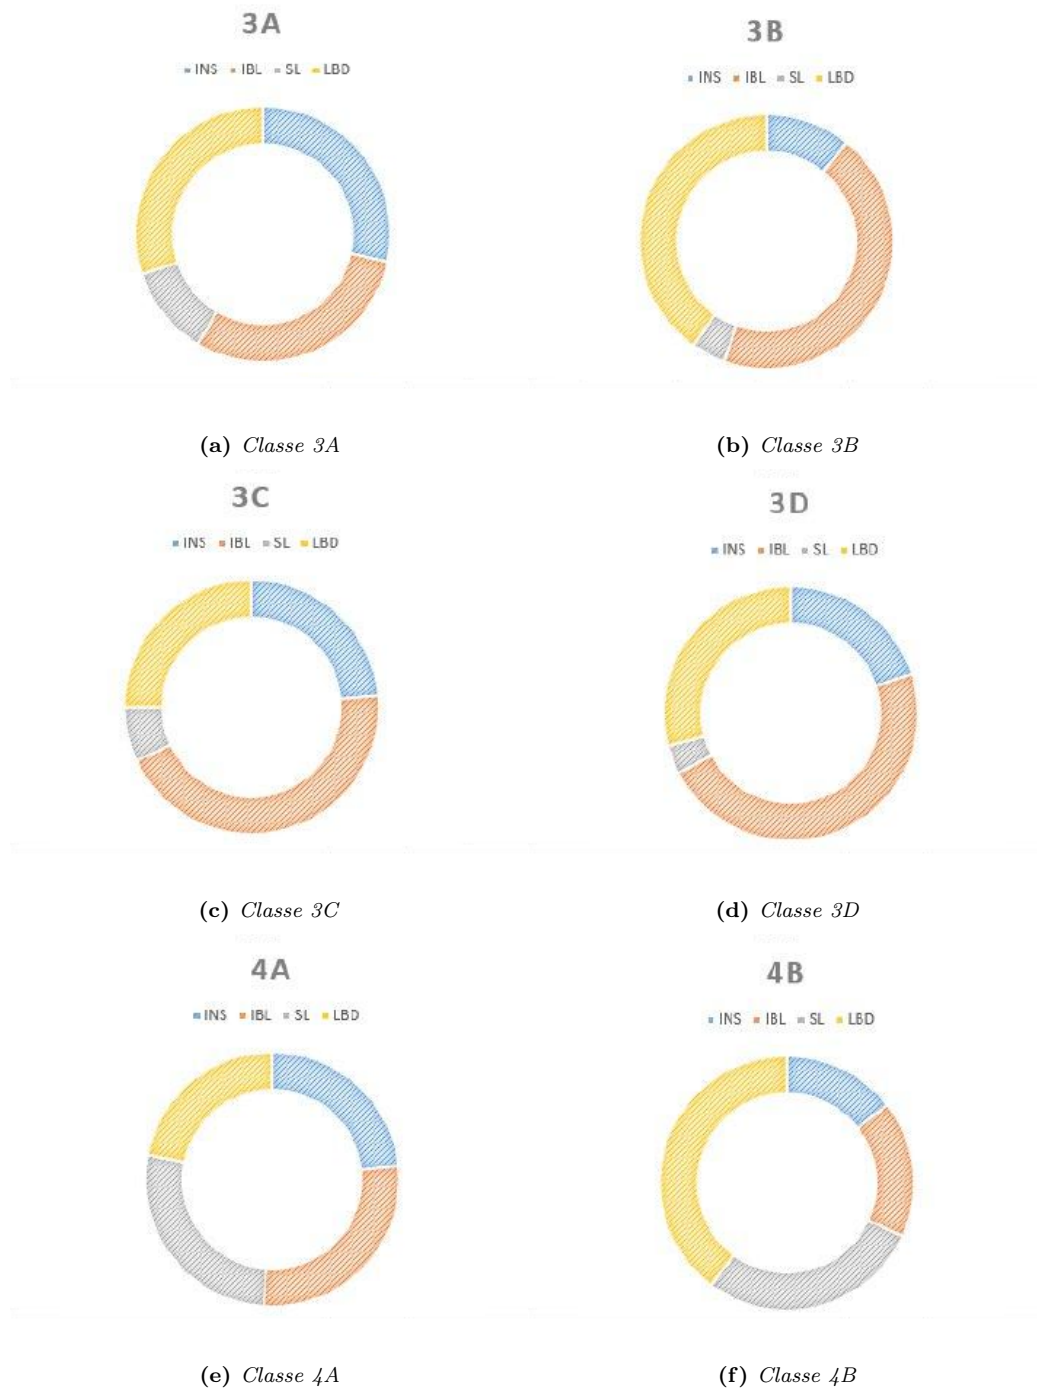 3A
INS IBL SL LBD
3B
INS IBL SL LBD
(a) Classe 3A
(b) Classe 3B
3C
INS IBL SL LBD
3D
INS IBL SL LBD
(c) Classe 3C
(d) Classe 3D
4A
INS IBL SL LBD
4B
INS IBL SL LBD
(e) Classe 4A
(f) Classe 4B